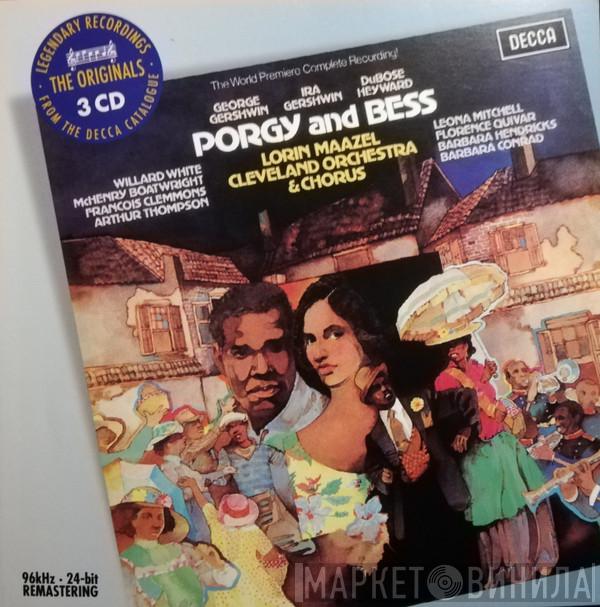 LEGENDARY RECORDINGS
THE ORIGINALS
3 CD
FROM THE DECCA CATALOGUE
DECCA
The World Premiere Complete Recording!
GEORGE GERSHWIN
IRA GERSHWIN
DuBOSE HEYWARD
PORGY and BESS
LORIN MAAZEL
CLEVELAND ORCHESTRA
& CHORUS
WILLARD WHITE
McHENRY BOATWRIGHT
FRANCOIS CLEMMONS
ARTHUR THOMPSON
LEONA MITCHELL
FLORENCE QUIVAR
BARBARA HENDRICKS
BARBARA CONRAD
96kHz · 24-bit
REMASTERING
МАРКЕТ ВИНИЛА